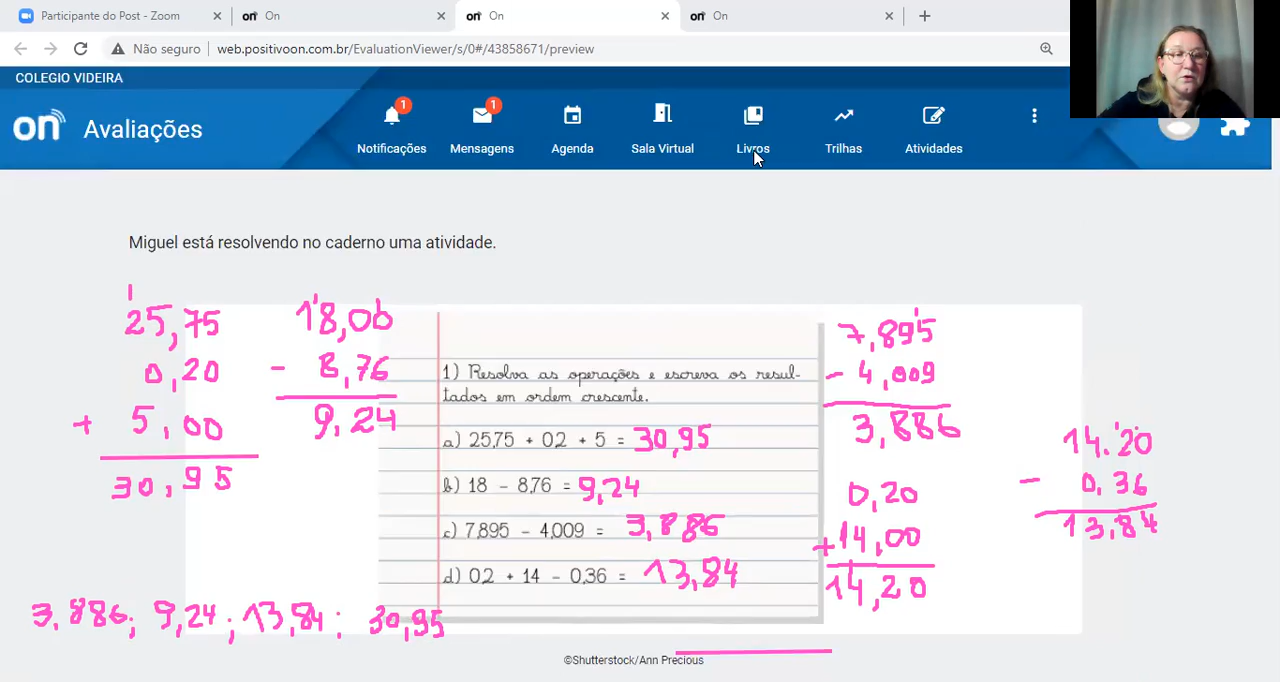 Participante do Post - Zoom
On
On
On
Não seguro
web.positivoon.com.br/EvaluationViewer/s/0#/43858671/preview
COLEGIO VIDEIRA
on
Avaliações
1
1
Notificações
Mensagens
Agenda
Sala Virtual
Livros
Trilhas
Atividades
Miguel está resolvendo no caderno uma atividade.
1
25,75
0,20
+ 5,00
30,95
18,00
- 8,76
9,24
1) Resolva as operações e escreva os resul-
tados em ordem crescente.
a) 25,75 + 0,2 + 5 = 30,95
b) 18 - 8,76 = 9,24
c) 7,895 - 4,009 = 3,886
d) 0,2 + 14 - 0,36 = 13,84
7,895
- 4,009
3,886
0,20
+14,00
14,20
14.20
- 0,36
13,84
3,886; 9,24; 13,84; 30,95
©Shutterstock/Ann Precious